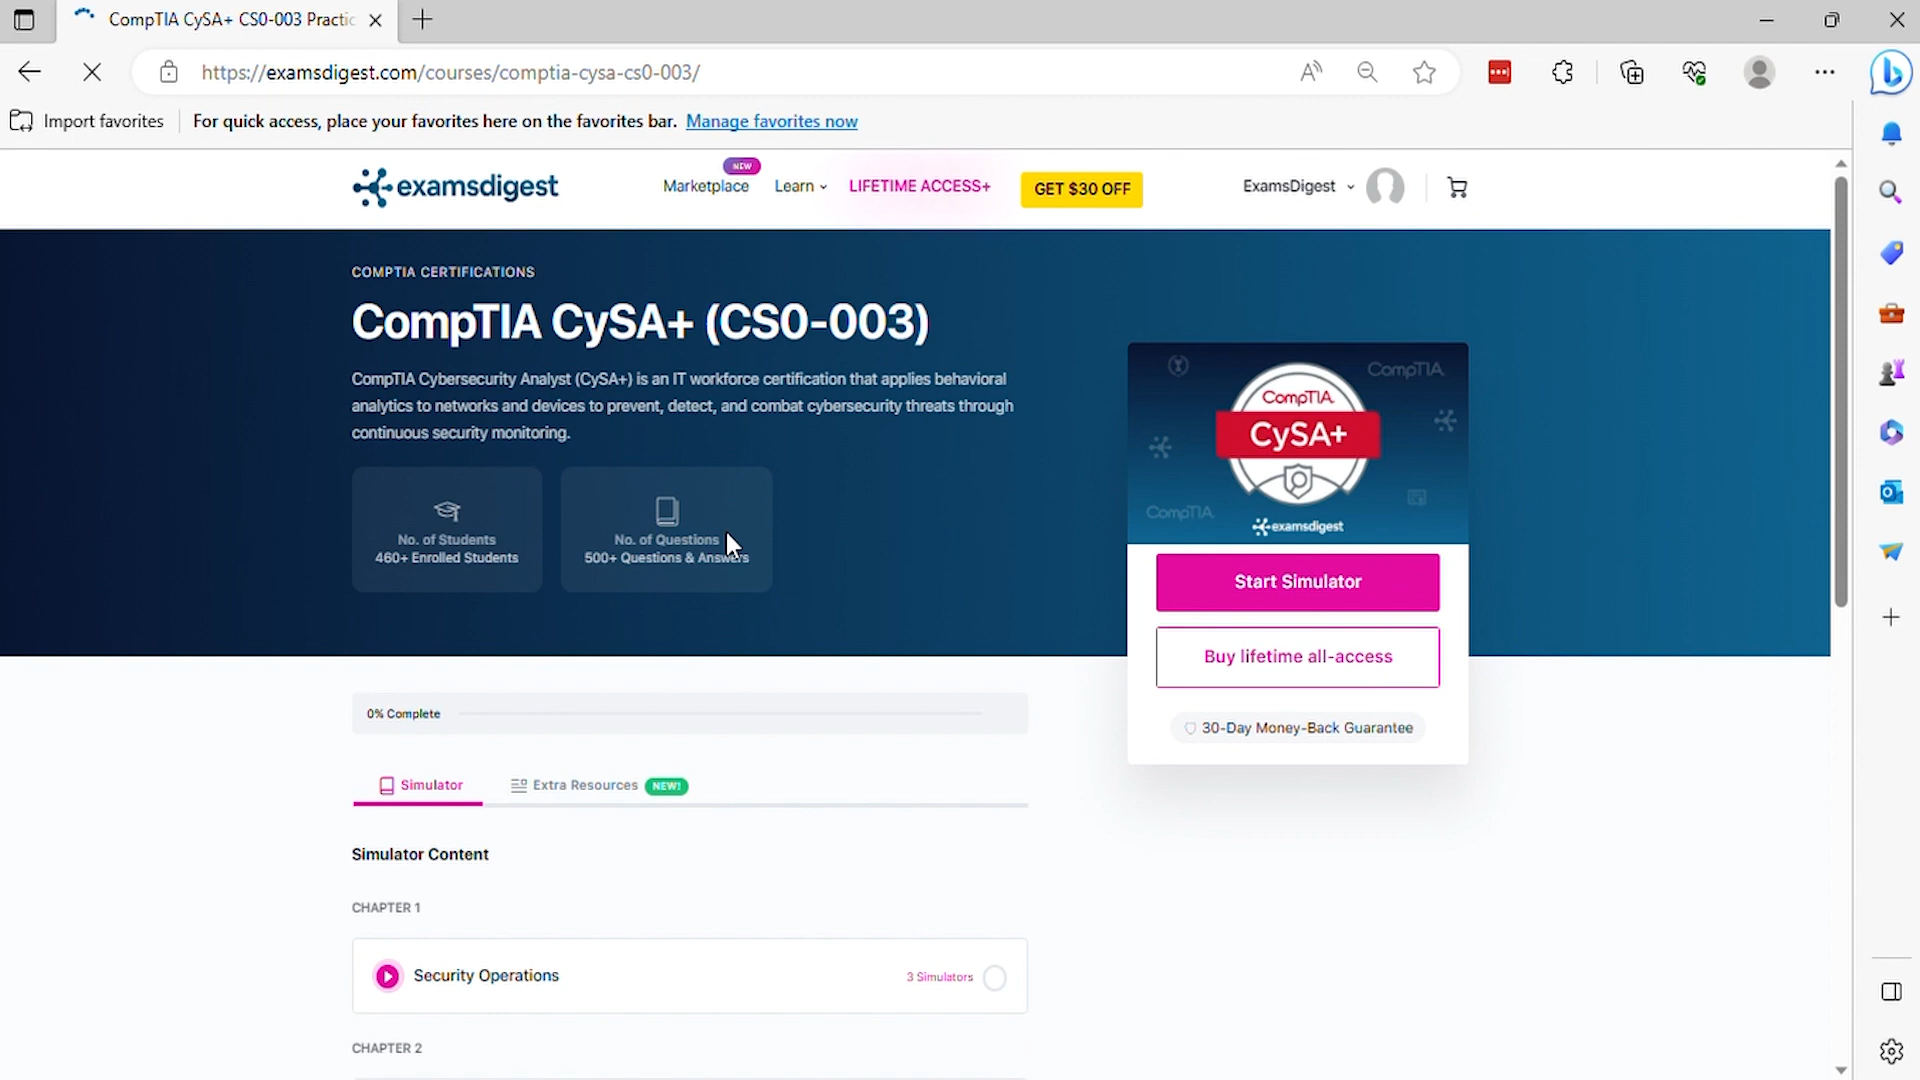 CompTIA CySA+ CS0-003 Practic
https://examsdigest.com/courses/comptia-cysa-cs0-003/
Import favorites
For quick access, place your favorites here on the favorites bar. Manage favorites now
examsdigest
Marketplace
NEW
Learn
LIFETIME ACCESS+
GET $30 OFF
ExamsDigest
COMPTIA CERTIFICATIONS
CompTIA CySA+ (CS0-003)
CompTIA Cybersecurity Analyst (CySA+) is an IT workforce certification that applies behavioral
analytics to networks and devices to prevent, detect, and combat cybersecurity threats through
continuous security monitoring.
No. of Students
460+ Enrolled Students
No. of Questions
500+ Questions & Answers
CompTIA.
CompTIA.
CySA+
CompTIA.
examsdigest
Start Simulator
Buy lifetime all-access
30-Day Money-Back Guarantee
0% Complete
Simulator
Extra Resources NEW!
Simulator Content
CHAPTER 1
Security Operations
3 Simulators
CHAPTER 2